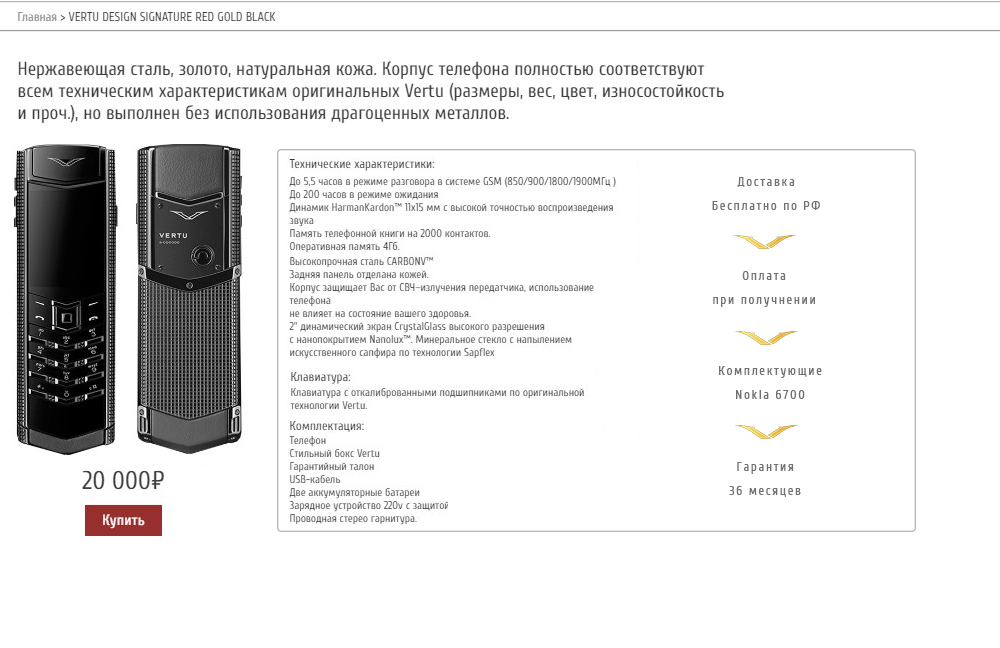 Главная > VERTU DESIGN SIGNATURE RED GOLD BLACK
Нержавеющая сталь, золото, натуральная кожа. Корпус телефона полностью соответствуют
всем техническим характеристикам оригинальных Vertu (размеры, вес, цвет, износостойкость
и проч.), но выполнен без использования драгоценных металлов.
VERTU
20 000₽
Купить
Технические характеристики:
До 5,5 часов в режиме разговора в системе GSM (850/900/1800/1900МГц )
До 200 часов в режиме ожидания
Динамик HarmanKardon™ 11x15 мм с высокой точностью воспроизведения
звука
Память телефонной книги на 2000 контактов.
Оперативная память 4Гб.
Высокопрочная сталь CARBONV™
Задняя панель отделана кожей.
Корпус защищает Вас от СВЧ-излучения передатчика, использование
телефона
не влияет на состояние вашего здоровья.
2" динамический экран CrystalGlass высокого разрешения
с нанопокрытием Nanolux™. Минеральное стекло с напылением
искусственного сапфира по технологии Sapflex
Клавиатура:
Клавиатура с откалиброванными подшипниками по оригинальной
технологии Vertu.
Комплектация:
Телефон
Стильный бокс Vertu
Гарантийный талон
USB-кабель
Две аккумуляторные батареи
Зарядное устройство 220v с защитой
Проводная стерео гарнитура.
Доставка
Бесплатно по РФ
Оплата
при получнении
Комплектующие
Nokia 6700
Гарантия
36 месяцев